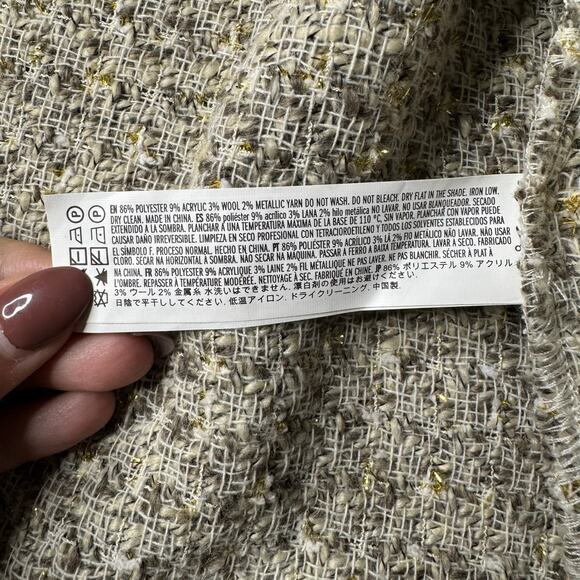 EN 86% POLYESTER 9% ACRYLIC 3% WOOL 2% METALLIC YARN DO NOT WASH. DO NOT BLEACH. DRY FLAT IN THE SHADE. IRON LOW.
DRY CLEAN. MADE IN CHINA. ES 86% poliéster 9% acrílico 3% LANA 2% hilo metálico NO LAVAR. NO USAR BLANQUEADOR. SECADO
EXTENDIDO A LA SOMBRA. PLANCHAR A UNA TEMPERATURA MÁXIMA DE LA BASE DE 110 °C, SIN VAPOR. PLANCHAR CON VAPOR PUEDE
CAUSAR DAÑO IRREVERSIBLE. LIMPIEZA EN SECO PROFESIONAL CON TETRACLOROETILENO Y TODOS LOS SOLVENTES ESTABLECIDOS PARA
EL SÍMBOLO F. PROCESO NORMAL. HECHO EN CHINA. PT 86% POLIÉSTER 9% ACRÍLICO 3% LÃ 2% FIO METÁLICO NÃO LAVAR. NÃO USAR
CLORO. SECAR NA HORIZONTAL À SOMBRA. NÃO SECAR NA MAQUINA. PASSAR A FERRO À BAIXA TEMPERATURA. LAVAR A SECO. FABRICADO
NA CHINA. FR 86% POLYESTER 9% ACRYLIQUE 3% LAINE 2% FIL MÉTALLIQUE NE PAS LAVER. NE PAS BLANCHIR. SÉCHER À PLAT À
L'OMBRE. REPASSER À TEMPÉRATURE MODÉRÉE. NETTOYAGE À SEC. FABRIQUÉ EN CHINE. JP 86% ポリエステル 9% アクリル
3% ウール 2% 金属糸 水洗いはできません。漂白剤の使用はお避けください。
日陰で平干ししてください。低温アイロン。ドライクリーニング。中国製。